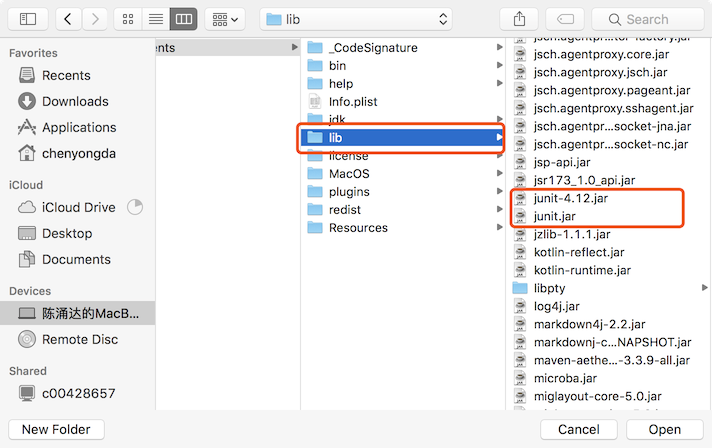 lib
Search
Favorites
Recents
Downloads
Applications
chenyongda
iCloud
iCloud Drive
Desktop
Documents
Devices
陈涌达的MacB...
Remote Disc
Shared
c00428657
ents
_CodeSignature
bin
help
Info.plist
jdk
lib
license
MacOS
plugins
redist
Resources
jsch.agentproxy.core.jar
jsch.agentproxy.jsch.jar
jsch.agentproxy.pageant.jar
jsch.agentproxy.sshagent.jar
jsch.agentpr...socket-jna.jar
jsch.agentpr...socket-nc.jar
jsp-api.jar
jsr173_1.0_api.jar
junit-4.12.jar
junit.jar
jzlib-1.1.1.jar
kotlin-reflect.jar
kotlin-runtime.jar
libpty
log4j.jar
markdown4j-2.2.jar
markdownj-c...NAPSHOT.jar
maven-aethe...-3.3.9-all.jar
microba.jar
miglayout-core-5.0.jar
New Folder
Cancel
Open